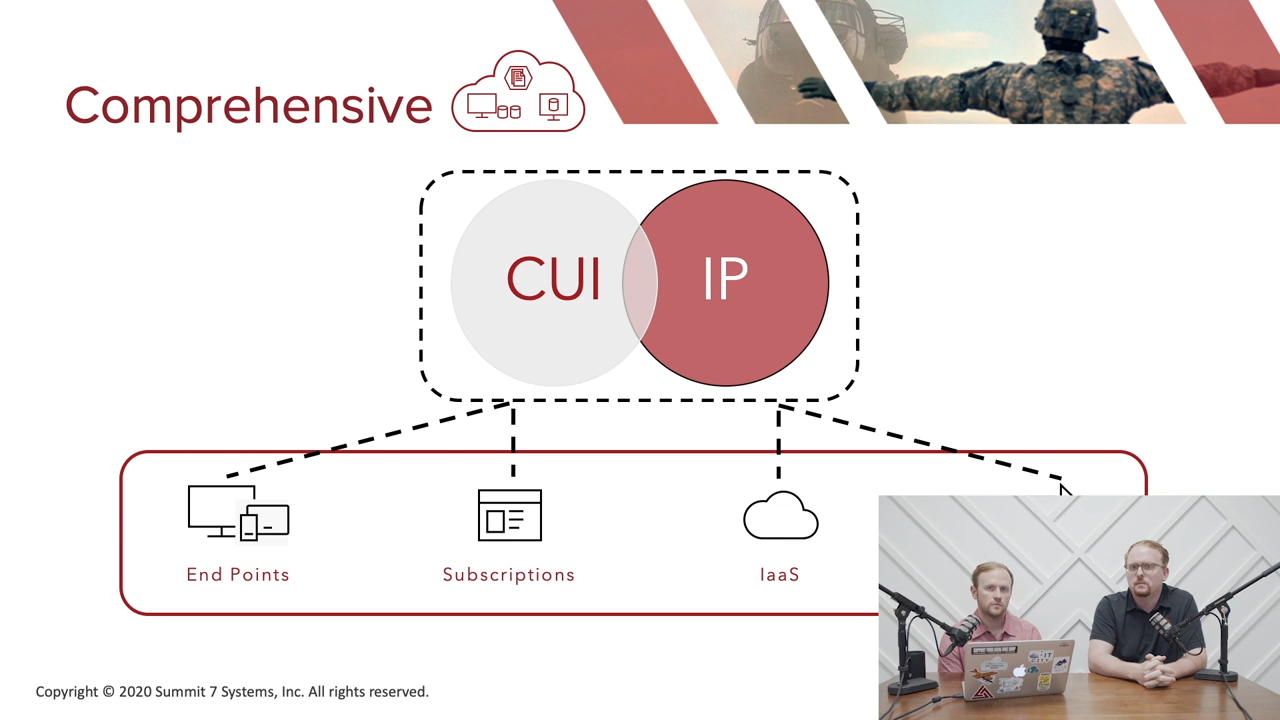 Comprehensive
CUI
IP
End Points
Subscriptions
IaaS
Copyright © 2020 Summit 7 Systems, Inc. All rights reserved.